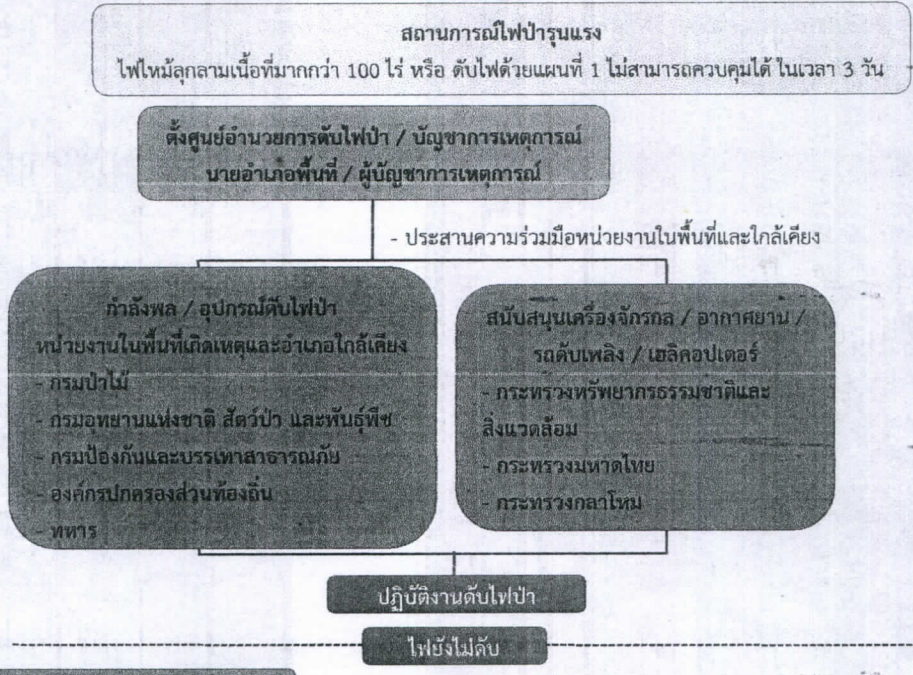 สถานการณ์ไฟป่ารุนแรง
ไฟไหม้ลุกลามเนื้อที่มากกว่า 100 ไร่ หรือ ดับไฟด้วยแผนที่ 1 ไม่สามารถควบคุมได้ ในเวลา 3 วัน
ตั้งศูนย์อำนวยการดับไฟป่า / บัญชาการเหตุการณ์
นายอำเภอพื้นที่ / ผู้บัญชาการเหตุการณ์
- ประสานความร่วมมือหน่วยงานในพื้นที่และใกล้เคียง
กำลังพล / อุปกรณ์ดับไฟป่า
หน่วยงานในพื้นที่เกิดเหตุและอำเภอใกล้เคียง
- กรมป่าไม้
- กรมอุทยานแห่งชาติ สัตว์ป่า และพันธุ์พืช
- กรมป้องกันและบรรเทาสาธารณภัย
- องค์กรปกครองส่วนท้องถิ่น
- ทหาร
สนับสนุนเครื่องจักรกล / อากาศยาน /
รถดับเพลิง / เฮลิคอปเตอร์
- กระทรวงทรัพยากรธรรมชาติและ
สิ่งแวดล้อม
- กระทรวงมหาดไทย
- กระทรวงกลาโหม
ปฏิบัติงานดับไฟป่า
ไฟยังไม่ดับ